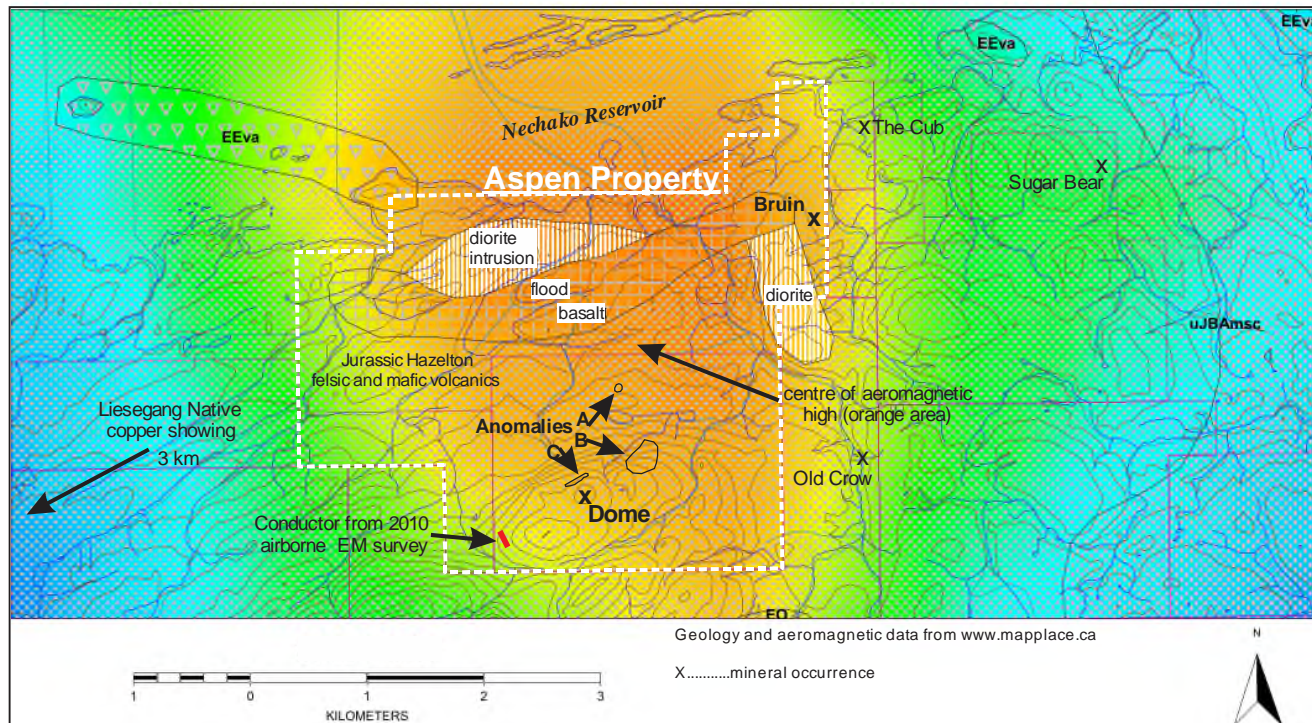 EEva
EEv
Nechako Reservoir
X The Cub
EEva
Aspen Property
X
Sugar Bear
Bruin
X
diorite
intrusion
flood
diorite
basalt
uJBAmsc
Jurassic Hazelton
felsic and mafic volcanics
centre of aeromagnetic
high (orange area)
Liesegang Native
copper showing
3 km
Anomalies A
B
C
X
Old Crow
X
Dome
Conductor from 2010
airborne EM survey
EO
Geology and aeromagnetic data from www.mapplace.ca
X...........mineral occurrence
N
1 0 1 2 3
KILOMETERS